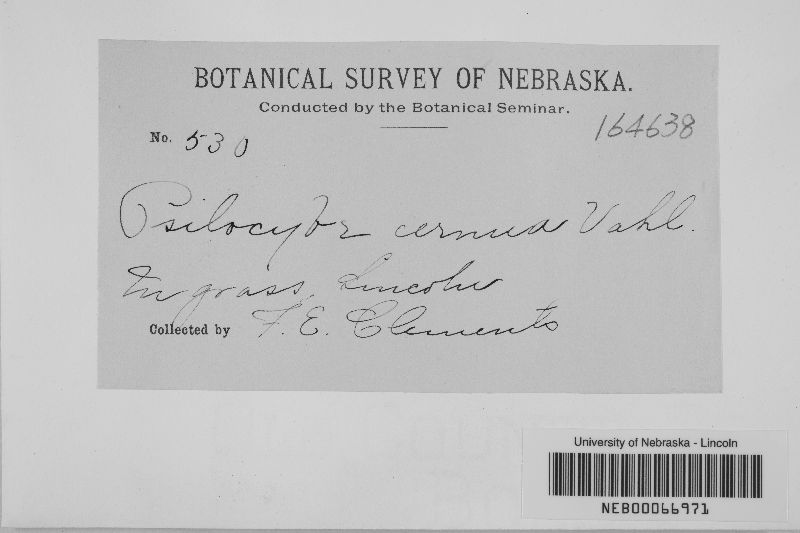 BOTANICAL SURVEY OF NEBRASKA.
Conducted by the Botanical Seminar.
No. 530
164638
Psilocybe cernua Vahl.
In grass, Lincoln
Collected by F. E. Clements
University of Nebraska - Lincoln
NEB00066971